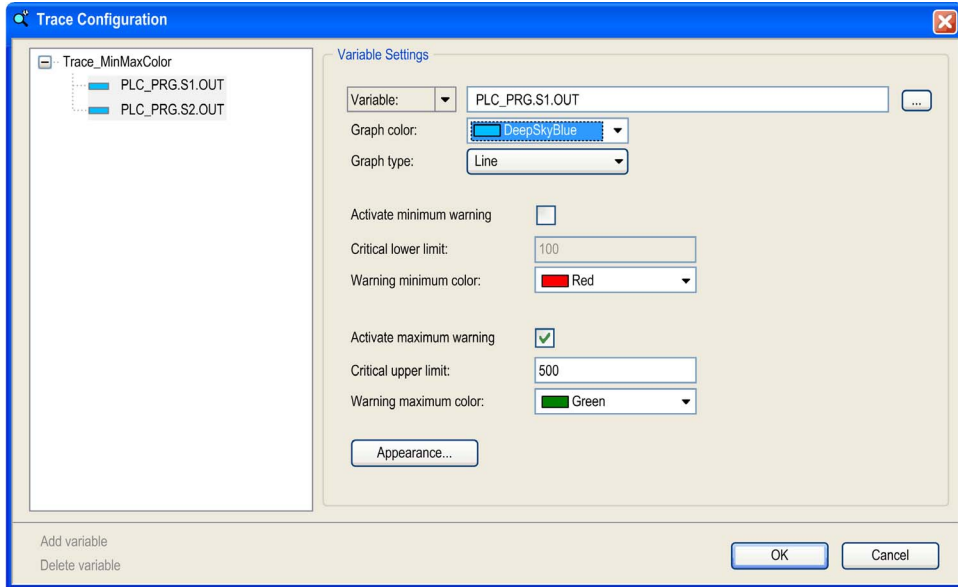 Trace Configuration
Trace_MinMaxColor
PLC_PRG.S1.OUT
PLC_PRG.S2.OUT
Variable Settings
Variable: PLC_PRG.S1.OUT ...
Graph color: DeepSkyBlue
Graph type: Line
Activate minimum warning
Critical lower limit: 100
Warning minimum color: Red
Activate maximum warning
Critical upper limit: 500
Warning maximum color: Green
Appearance...
Add variable
Delete variable
OK Cancel